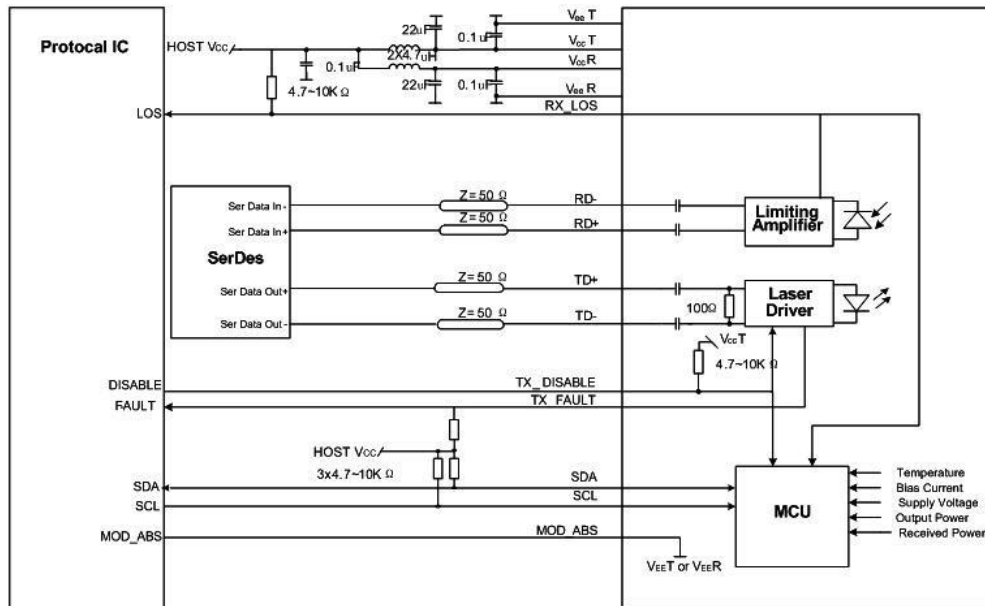 Protocal IC
HOST Vcc
22uF
0.1uF
Vee T
Vcc T
2X4.7uH
0.1uF
Vcc R
22uF
0.1uF
Vee R
4.7~10K Ω
LOS
RX_LOS
Ser Data In-
Z= 50 Ω
RD-
Ser Data In+
Z= 50 Ω
RD+
Limiting
Amplifier
SerDes
Ser Data Out+
Z= 50 Ω
TD+
100Ω
Laser
Driver
Ser Data Out-
Z= 50 Ω
TD-
VccT
4.7~10K Ω
DISABLE
TX_DISABLE
FAULT
TX_FAULT
HOST Vcc
3x4.7~10K Ω
SDA
SDA
SCL
SCL
MCU
Temperature
Bias Current
Supply Voltage
Output Power
Received Power
MOD_ABS
MOD_ABS
VEET or VEER